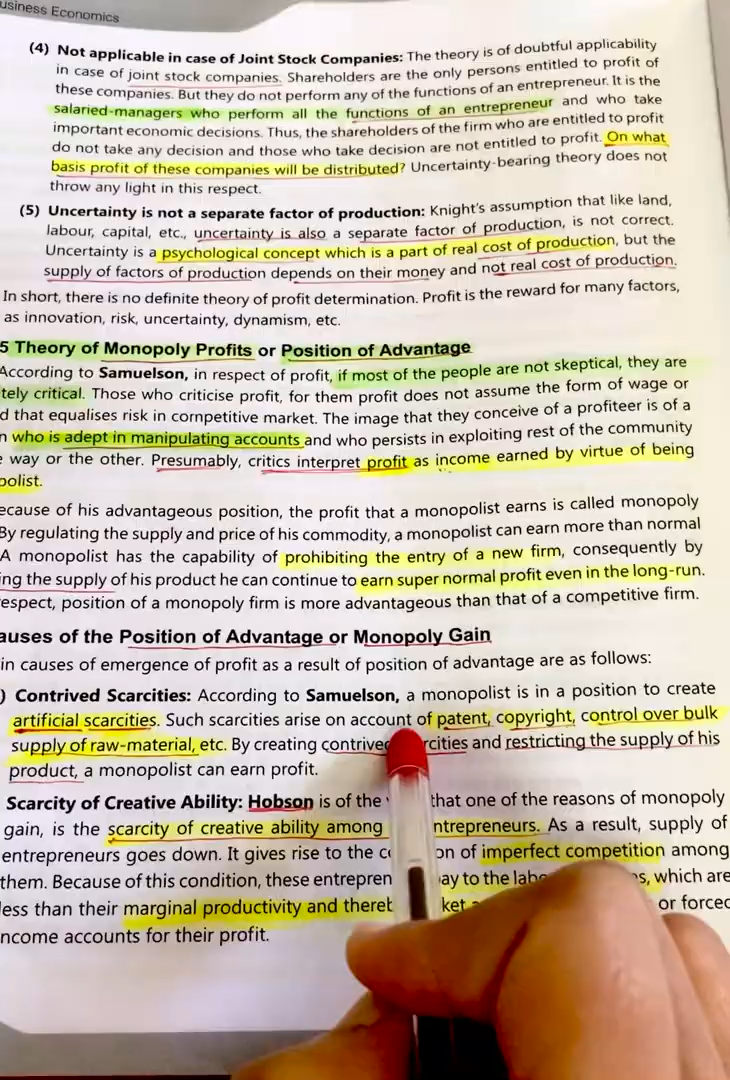 usiness Economics
(4) Not applicable in case of Joint Stock Companies: The theory is of doubtful applicability
in case of joint stock companies. Shareholders are the only persons entitled to profit of
these companies. But they do not perform any of the functions of an entrepreneur. It is the
salaried-managers who perform all the functions of an entrepreneur and who take
important economic decisions. Thus, the shareholders of the firm who are entitled to profit
do not take any decision and those who take decision are not entitled to profit. On what
basis profit of these companies will be distributed? Uncertainty-bearing theory does not
throw any light in this respect.
(5) Uncertainty is not a separate factor of production: Knight's assumption that like land,
labour, capital, etc., uncertainty is also a separate factor of production, is not correct.
Uncertainty is a psychological concept which is a part of real cost of production, but the
supply of factors of production depends on their money and not real cost of production.
In short, there is no definite theory of profit determination. Profit is the reward for many factors,
as innovation, risk, uncertainty, dynamism, etc.
5 Theory of Monopoly Profits or Position of Advantage
According to Samuelson, in respect of profit, if most of the people are not skeptical, they are
tely critical. Those who criticise profit, for them profit does not assume the form of wage or
d that equalises risk in competitive market. The image that they conceive of a profiteer is of a
n who is adept in manipulating accounts and who persists in exploiting rest of the community
e way or the other. Presumably, critics interpret profit as income earned by virtue of being
polist.
ecause of his advantageous position, the profit that a monopolist earns is called monopoly
By regulating the supply and price of his commodity, a monopolist can earn more than normal
A monopolist has the capability of prohibiting the entry of a new firm, consequently by
ing the supply of his product he can continue to earn super normal profit even in the long-run.
espect, position of a monopoly firm is more advantageous than that of a competitive firm.
auses of the Position of Advantage or Monopoly Gain
in causes of emergence of profit as a result of position of advantage are as follows:
) Contrived Scarcities: According to Samuelson, a monopolist is in a position to create
artificial scarcities. Such scarcities arise on account of patent, copyright, control over bulk
supply of raw-material, etc. By creating contrived rcities and restricting the supply of his
product, a monopolist can earn profit.
Scarcity of Creative Ability: Hobson is of the that one of the reasons of monopoly
gain, is the scarcity of creative ability among ntrepreneurs. As a result, supply of
entrepreneurs goes down. It gives rise to the c on of imperfect competition among
them. Because of this condition, these entrepren ay to the labo s, which are
less than their marginal productivity and thereb ket or forced
ncome accounts for their profit.